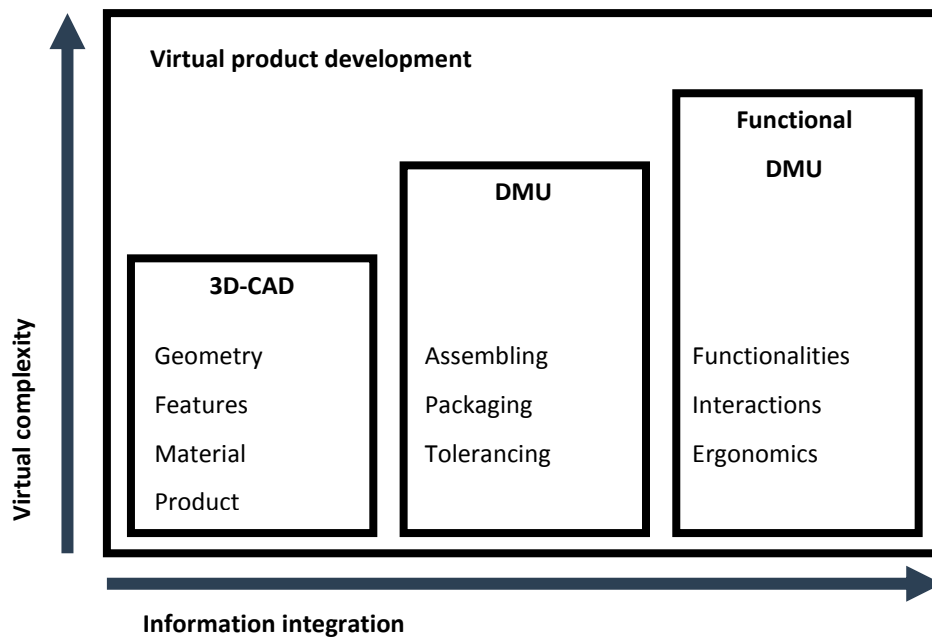 Virtual product development
Functional
DMU
DMU
3D-CAD
Geometry
Features
Material
Product
Assembling
Packaging
Tolerancing
Functionalities
Interactions
Ergonomics
Virtual complexity
Information integration